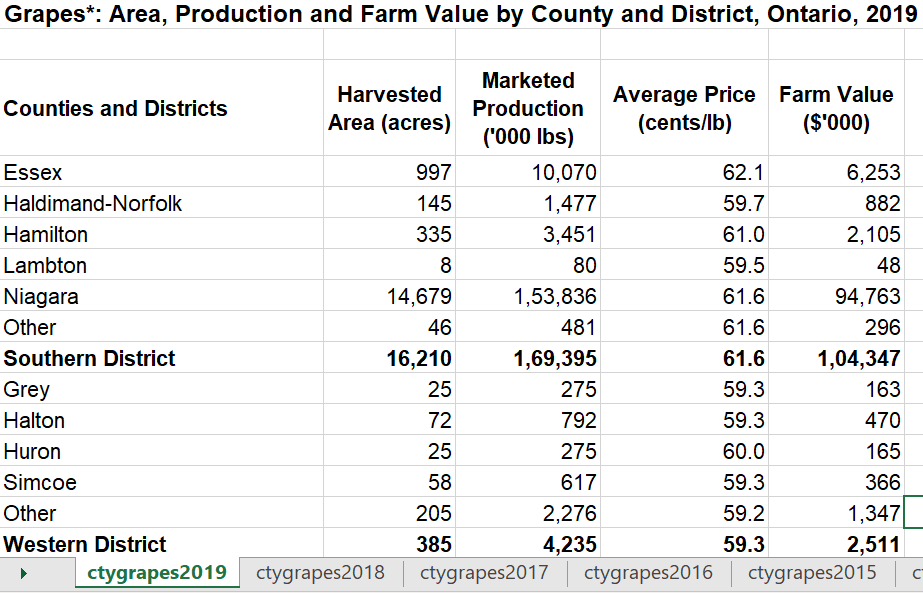 Grapes*: Area, Production and Farm Value by County and District, Ontario, 2019
Counties and Districts Harvested Area (acres) Marketed Production ('000 lbs) Average Price (cents/lb) Farm Value ($'000)
Essex 997 10,070 62.1 6,253
Haldimand-Norfolk 145 1,477 59.7 882
Hamilton 335 3,451 61.0 2,105
Lambton 8 80 59.5 48
Niagara 14,679 1,53,836 61.6 94,763
Other 46 481 61.6 296
Southern District 16,210 1,69,395 61.6 1,04,347
Grey 25 275 59.3 163
Halton 72 792 59.3 470
Huron 25 275 60.0 165
Simcoe 58 617 59.3 366
Other 205 2,276 59.2 1,347
Western District 385 4,235 59.3 2,511
ctygrapes2019 ctygrapes2018 ctygrapes2017 ctygrapes2016 ctygrapes2015